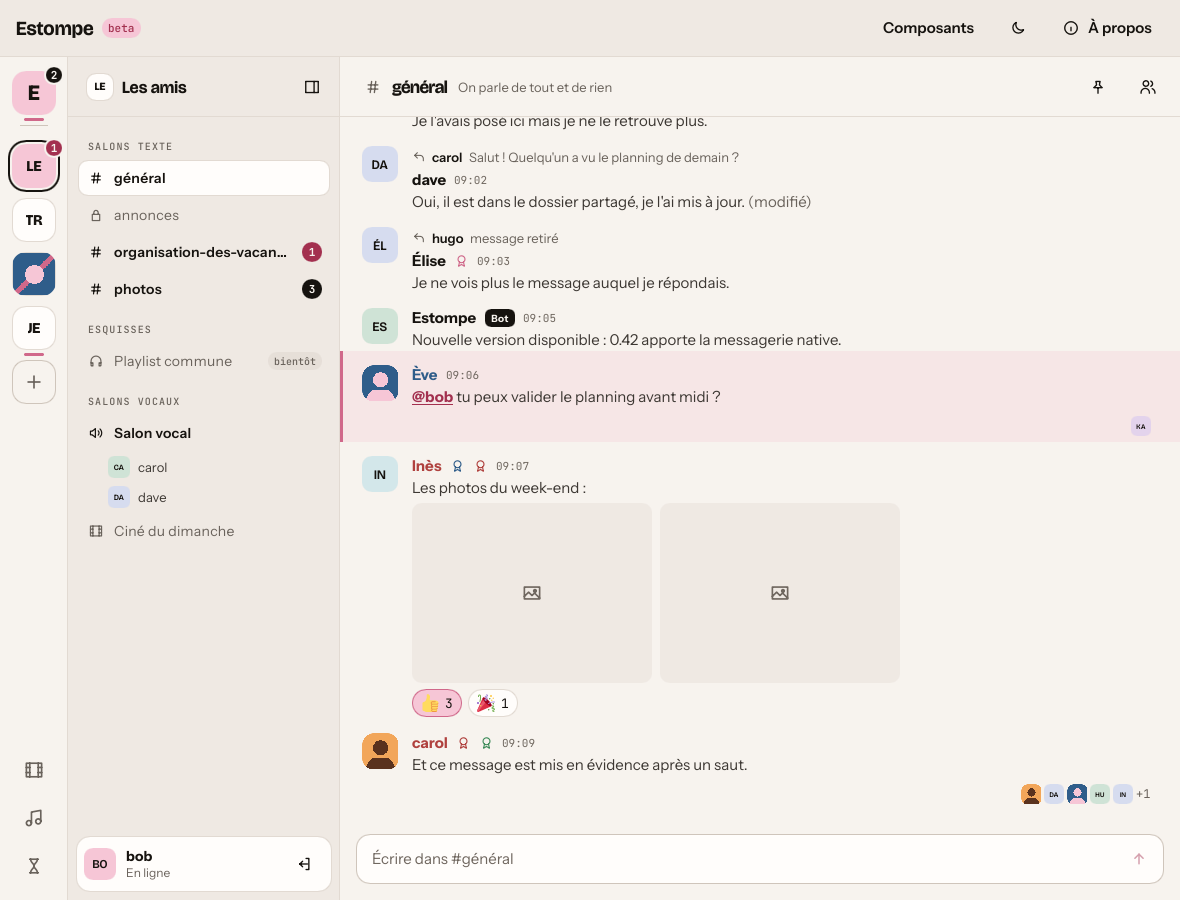 Estompe beta
Composants
À propos
E
2
LE
1
TR
JE
LE Les amis
SALONS TEXTE
# général
annonces
# organisation-des-vacan... 1
# photos 3
ESQUISSES
Playlist commune bientôt
SALONS VOCAUX
Salon vocal
CA carol
DA dave
Ciné du dimanche
BO bob
En ligne
# général On parle de tout et de rien
Je l'avais posé ici mais je ne le retrouve plus.
carol Salut ! Quelqu'un a vu le planning de demain ?
DA dave 09:02
Oui, il est dans le dossier partagé, je l'ai mis à jour. (modifié)
hugo message retiré
ÉL Élise 09:03
Je ne vois plus le message auquel je répondais.
ES Estompe Bot 09:05
Nouvelle version disponible : 0.42 apporte la messagerie native.
Ève 09:06
@bob tu peux valider le planning avant midi ?
KA
IN Inès 09:07
Les photos du week-end :
👍 3 🎉 1
carol 09:09
Et ce message est mis en évidence après un saut.
DA HU IN +1
Écrire dans #général